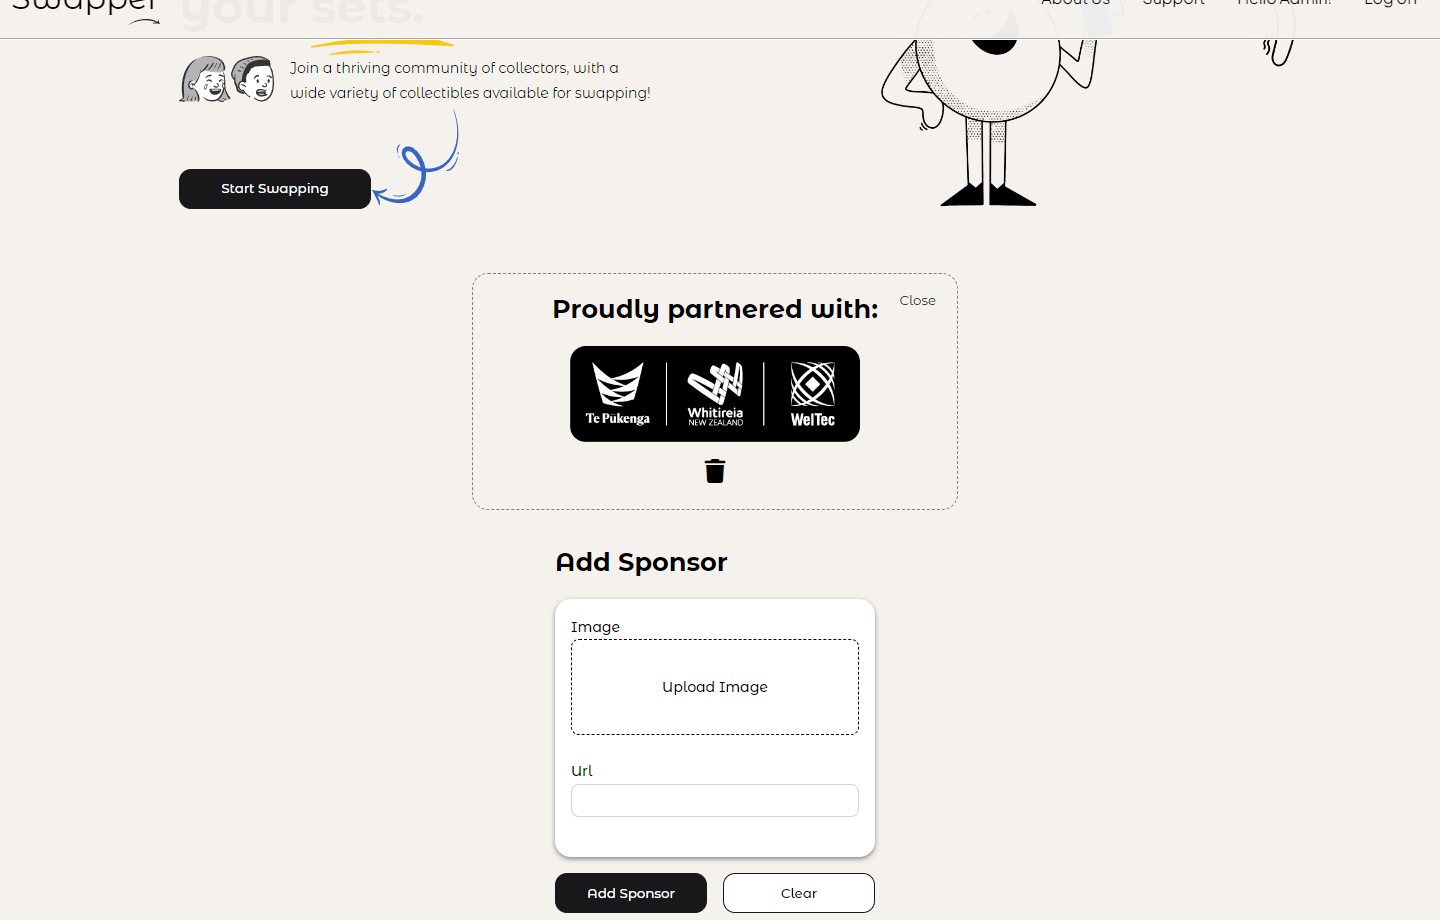 Swapper
About Us
Support
Hello Admin!
Log off
your sets.
Join a thriving community of collectors, with a
wide variety of collectibles available for swapping!
Start Swapping
Proudly partnered with:
Close
Te Pūkenga
Whitireia
NEW ZEALAND
WelTec
Add Sponsor
Image
Upload Image
Url
Add Sponsor
Clear